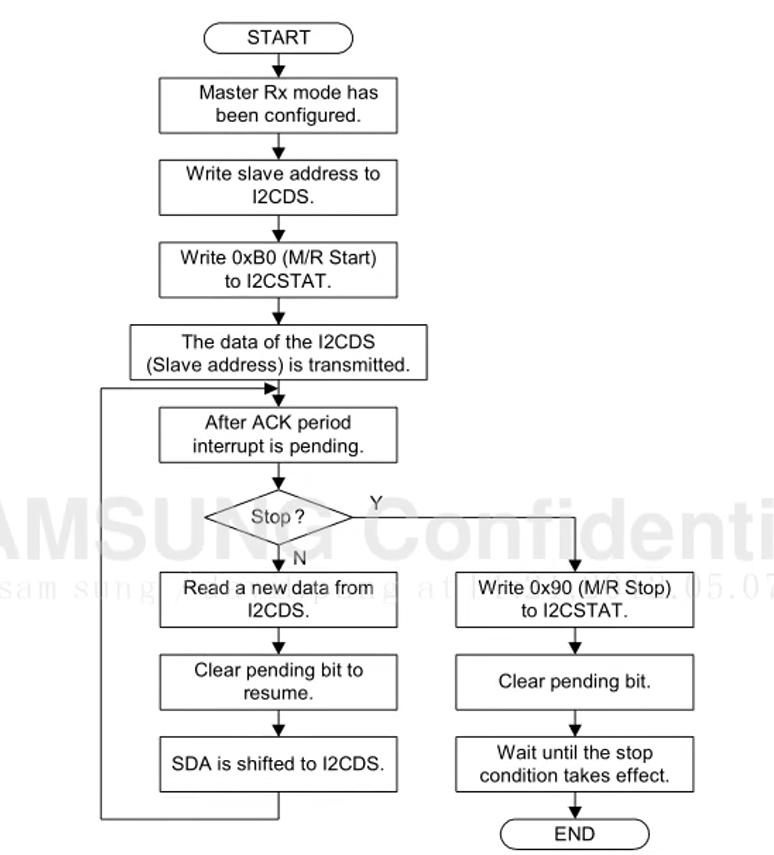 START
Master Rx mode has
been configured.
Write slave address to
I2CDS.
Write 0xB0 (M/R Start)
to I2CSTAT.
The data of the I2CDS
(Slave address) is transmitted.
After ACK period
interrupt is pending.
Stop ?
Y
N
AMSUNG Confidenti
Read a new data from
I2CDS.
Write 0x90 (M/R Stop)
to I2CSTAT.
sam sung /
at
.05.07
Clear pending bit to
resume.
Clear pending bit.
SDA is shifted to I2CDS.
Wait until the stop
condition takes effect.
END